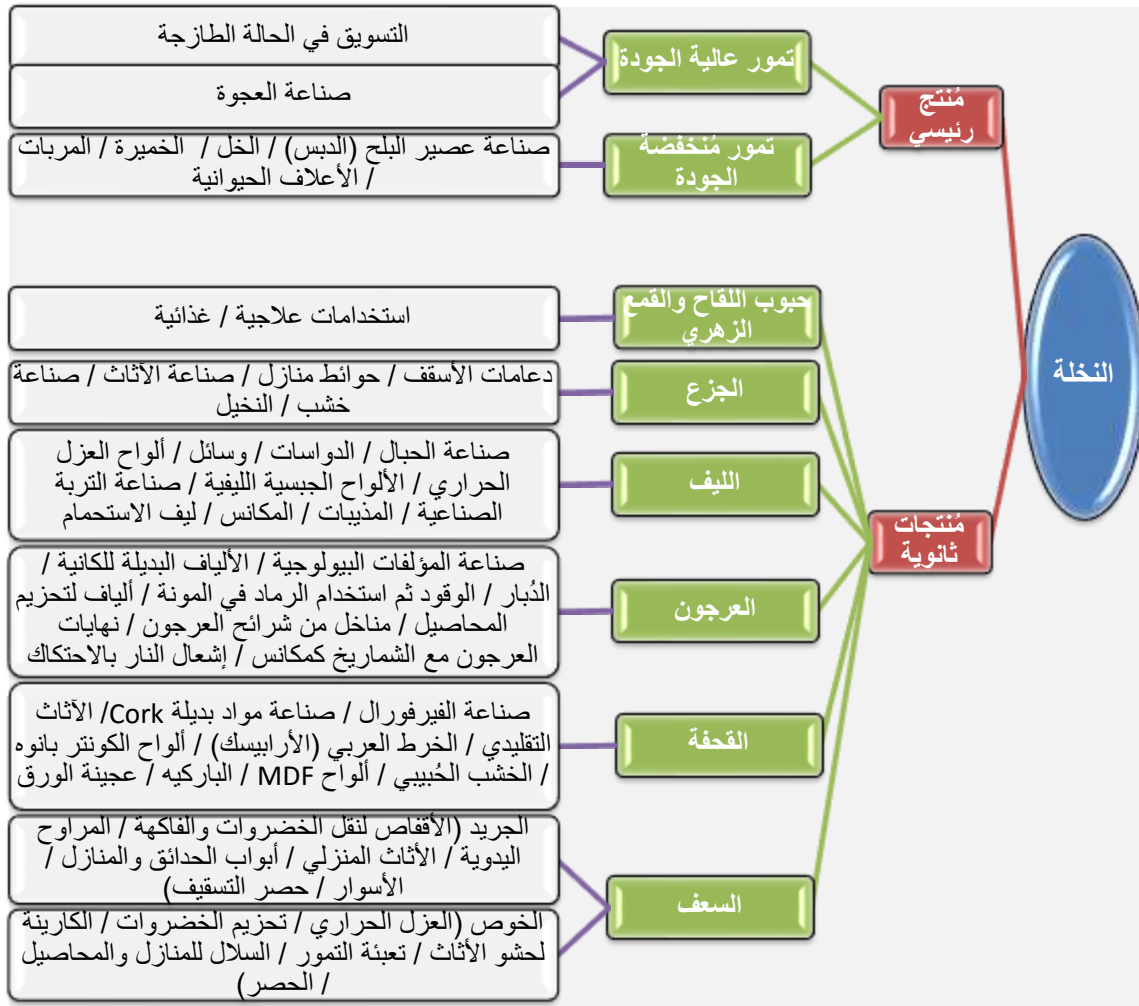 النخلة
مُنتج
رئيسي
تمور عالية الجودة
التسويق في الحالة الطازجة
صناعة العجوة
تمور مُنخفضة
الجودة
صناعة عصير البلح (الدبس) / الخل / الخميرة / المربات
/ الأعلاف الحيوانية
مُنتجات
ثانوية
حبوب اللقاح والقمع
الزهري
استخدامات علاجية / غذائية
الجزع
دعامات الأسقف / حوائط منازل / صناعة الآثاث / صناعة
خشب / النخيل
الليف
صناعة الحبال / الدواسات / وسائل / ألواح العزل
الحراري / الألواح الجبسية الليفية / صناعة التربة
الصناعية / المذيبات / المكانس / ليف الاستحمام
العرجون
صناعة المؤلفات البيولوجية / الألياف البديلة للكانية /
الدُبار / الوقود ثم استخدام الرماد في المونة / ألياف لتحزيم
المحاصيل / مناخل من شرائح العرجون / نهايات
العرجون مع الشماريخ كمكانس / إشعال النار بالاحتكاك
القحفة
صناعة الفيرفورال / صناعة مواد بديلة Cork/ الآثاث
التقليدي / الخرط العربي (الأرابيسك) / ألواح الكونتر بانوه
/ الخشب الحُبيبي / ألواح MDF / الباركيه / عجينة الورق
السعف
الجريد (الأقفاص لنقل الخضروات والفاكهة / المراوح
اليدوية / الأثاث المنزلي / أبواب الحدائق والمنازل /
الأسوار / حصر التسقيف)
الخوص (العزل الحراري / تحزيم الخضروات / الكارينة
لحشو الأثاث / تعبئة التمور / السلال للمنازل والمحاصيل
/ الحصر)